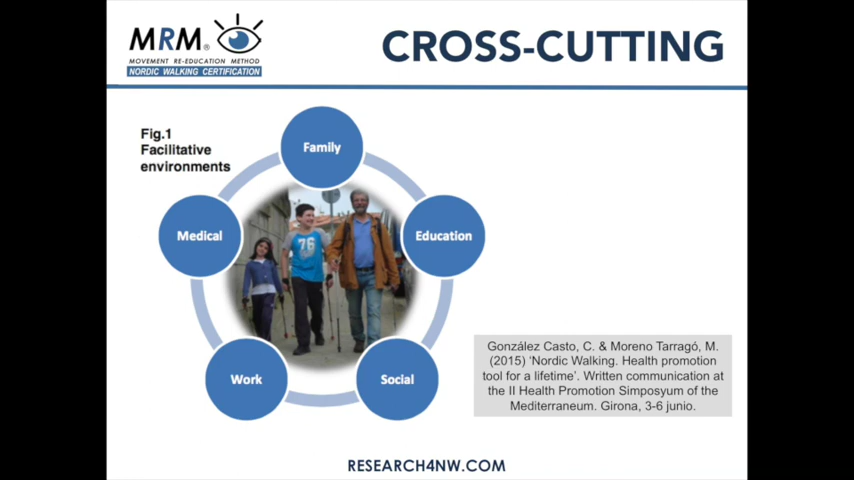 MRM®
MOVEMENT RE-EDUCATION METHOD
NORDIC WALKING CERTIFICATION
CROSS-CUTTING
Fig.1
Facilitative
environments
Family
Medical
Education
76
Work
Social
González Casto, C. & Moreno Tarragó, M.
(2015) ‘Nordic Walking. Health promotion
tool for a lifetime’. Written communication at
the II Health Promotion Simposyum of the
Mediterraneum. Girona, 3-6 junio.
RESEARCH4NW.COM